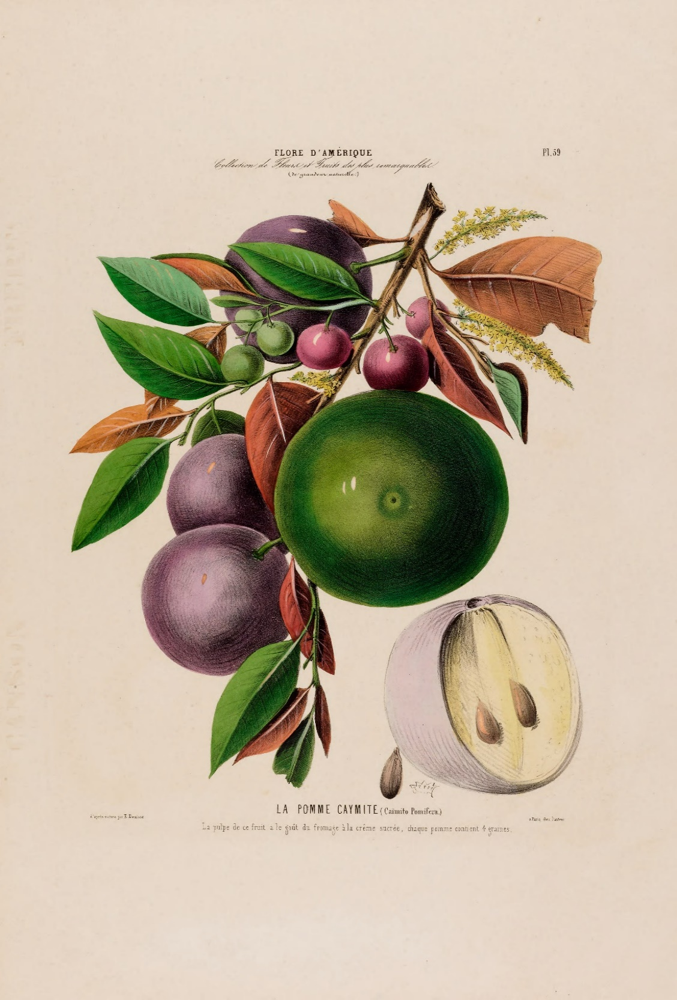 FLORE D'AMÉRIQUE
Pl. 59
Collection de Fleurs et Fruits des plus remarquables
(de grandeur naturelle.)
LA POMME CAYMITE (Caïmito Pomifera.)
d'après nature par E. Denisse
à Paris, chez l'auteur
La pulpe de ce fruit a le goût du fromage à la crême sucrée, chaque pomme contient 4 graines.